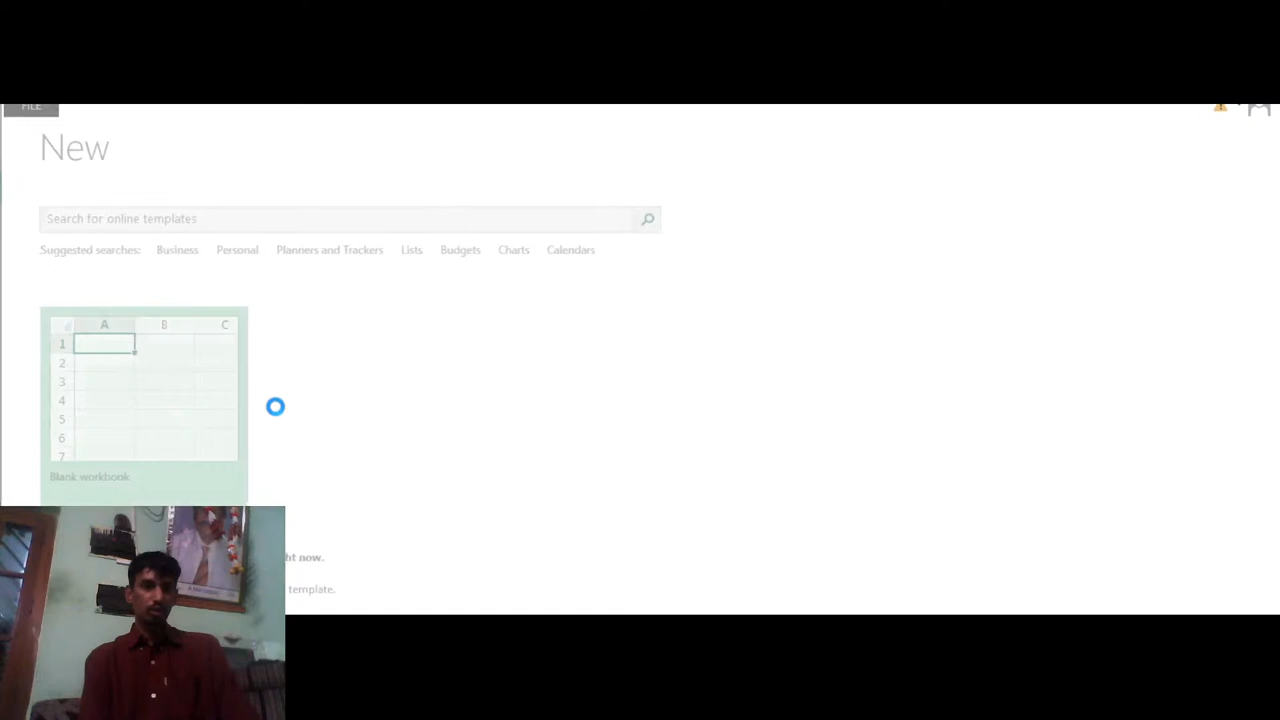 FILE
New
Search for online templates
Suggested searches: Business Personal Planners and Trackers Lists Budgets Charts Calendars
A B C
1
2
3
4
5
6
7
Blank workbook
ht now.
template.